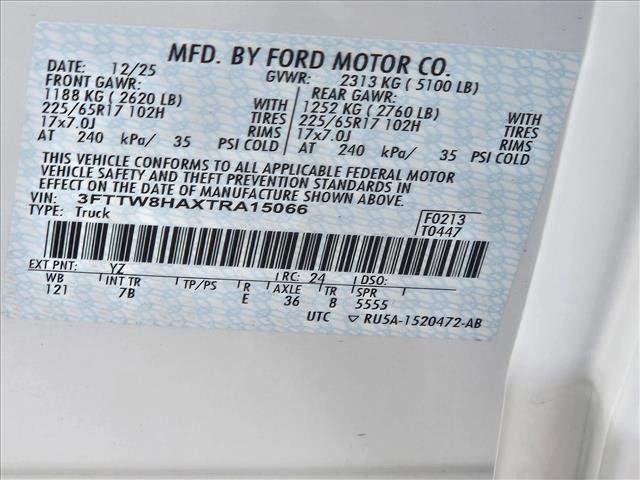 MFD. BY FORD MOTOR CO.
DATE: 12/25 GVWR: 2313 KG ( 5100 LB)
FRONT GAWR: REAR GAWR:
1188 KG ( 2620 LB) WITH 1252 KG ( 2760 LB) WITH
225/65R17 102H TIRES 225/65R17 102H TIRES
17x7.0J RIMS 17x7.0J RIMS
AT 240 kPa/ 35 PSI COLD AT 240 kPa/ 35 PSI COLD
THIS VEHICLE CONFORMS TO ALL APPLICABLE FEDERAL MOTOR
VEHICLE SAFETY AND THEFT PREVENTION STANDARDS IN
EFFECT ON THE DATE OF MANUFACTURE SHOWN ABOVE.
VIN: 3FTTW8HAXTRA15066 F0213
TYPE: Truck T0447
EXT PNT: YZ RC: 24 DSO:
WB INT TR TP/PS R AXLE TR SPR
121 7B E 36 8 5555
UTC ▽ RU5A-1520472-AB